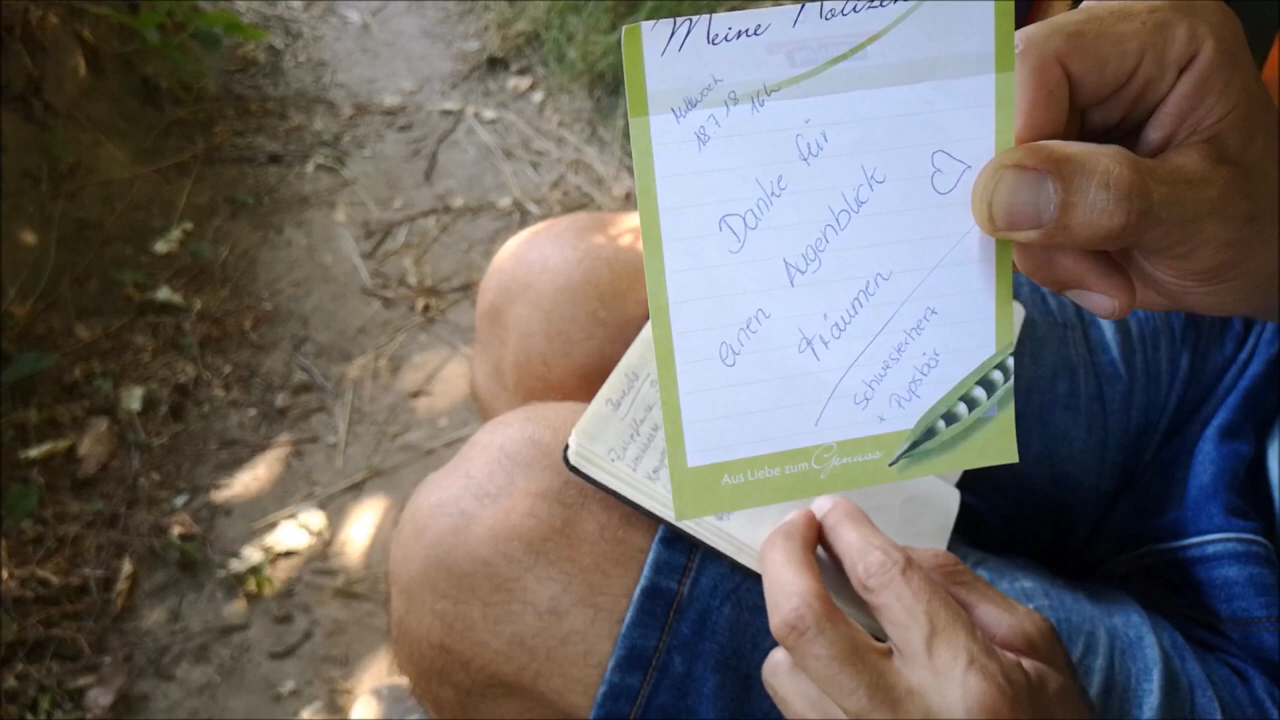 Meine Notizen
Mittwoch
18.7.18 16h
Danke für
einen Augenblick
träumen
Schwesterherz
+ Pupsbär
Aus Liebe zum Genuss